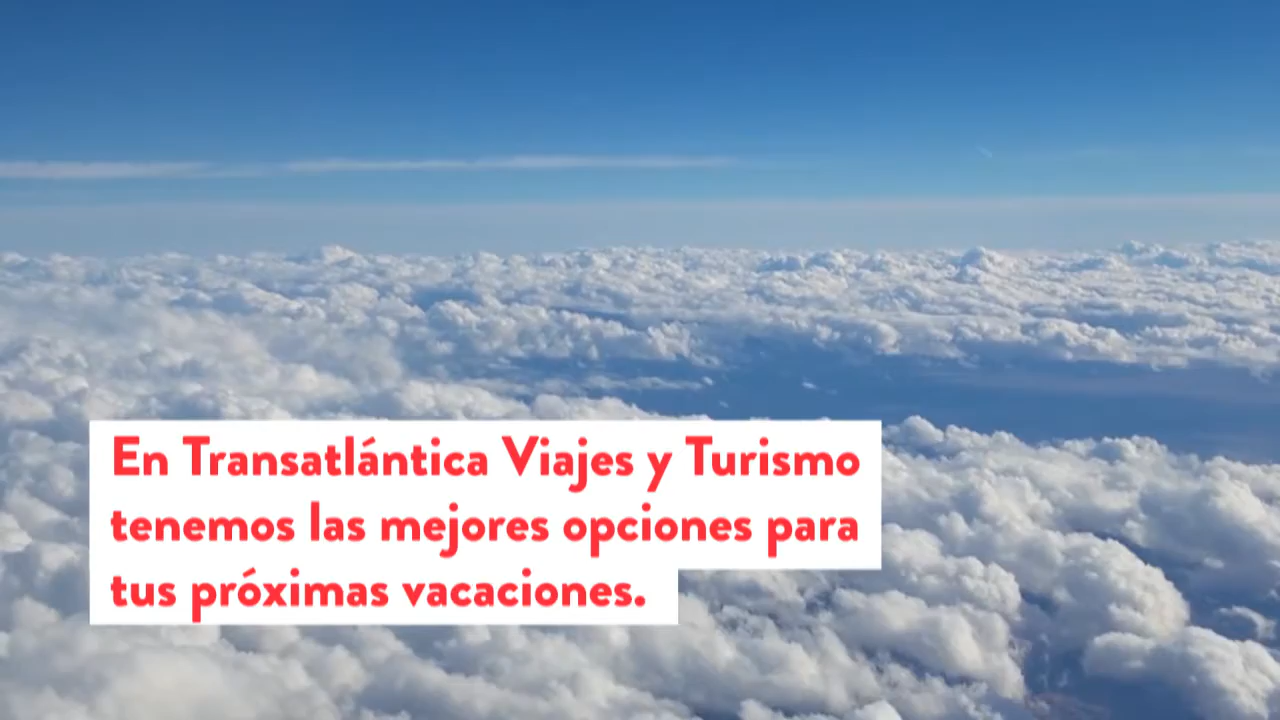 En Transatlántica Viajes y Turismo
tenemos las mejores opciones para
tus próximas vacaciones.